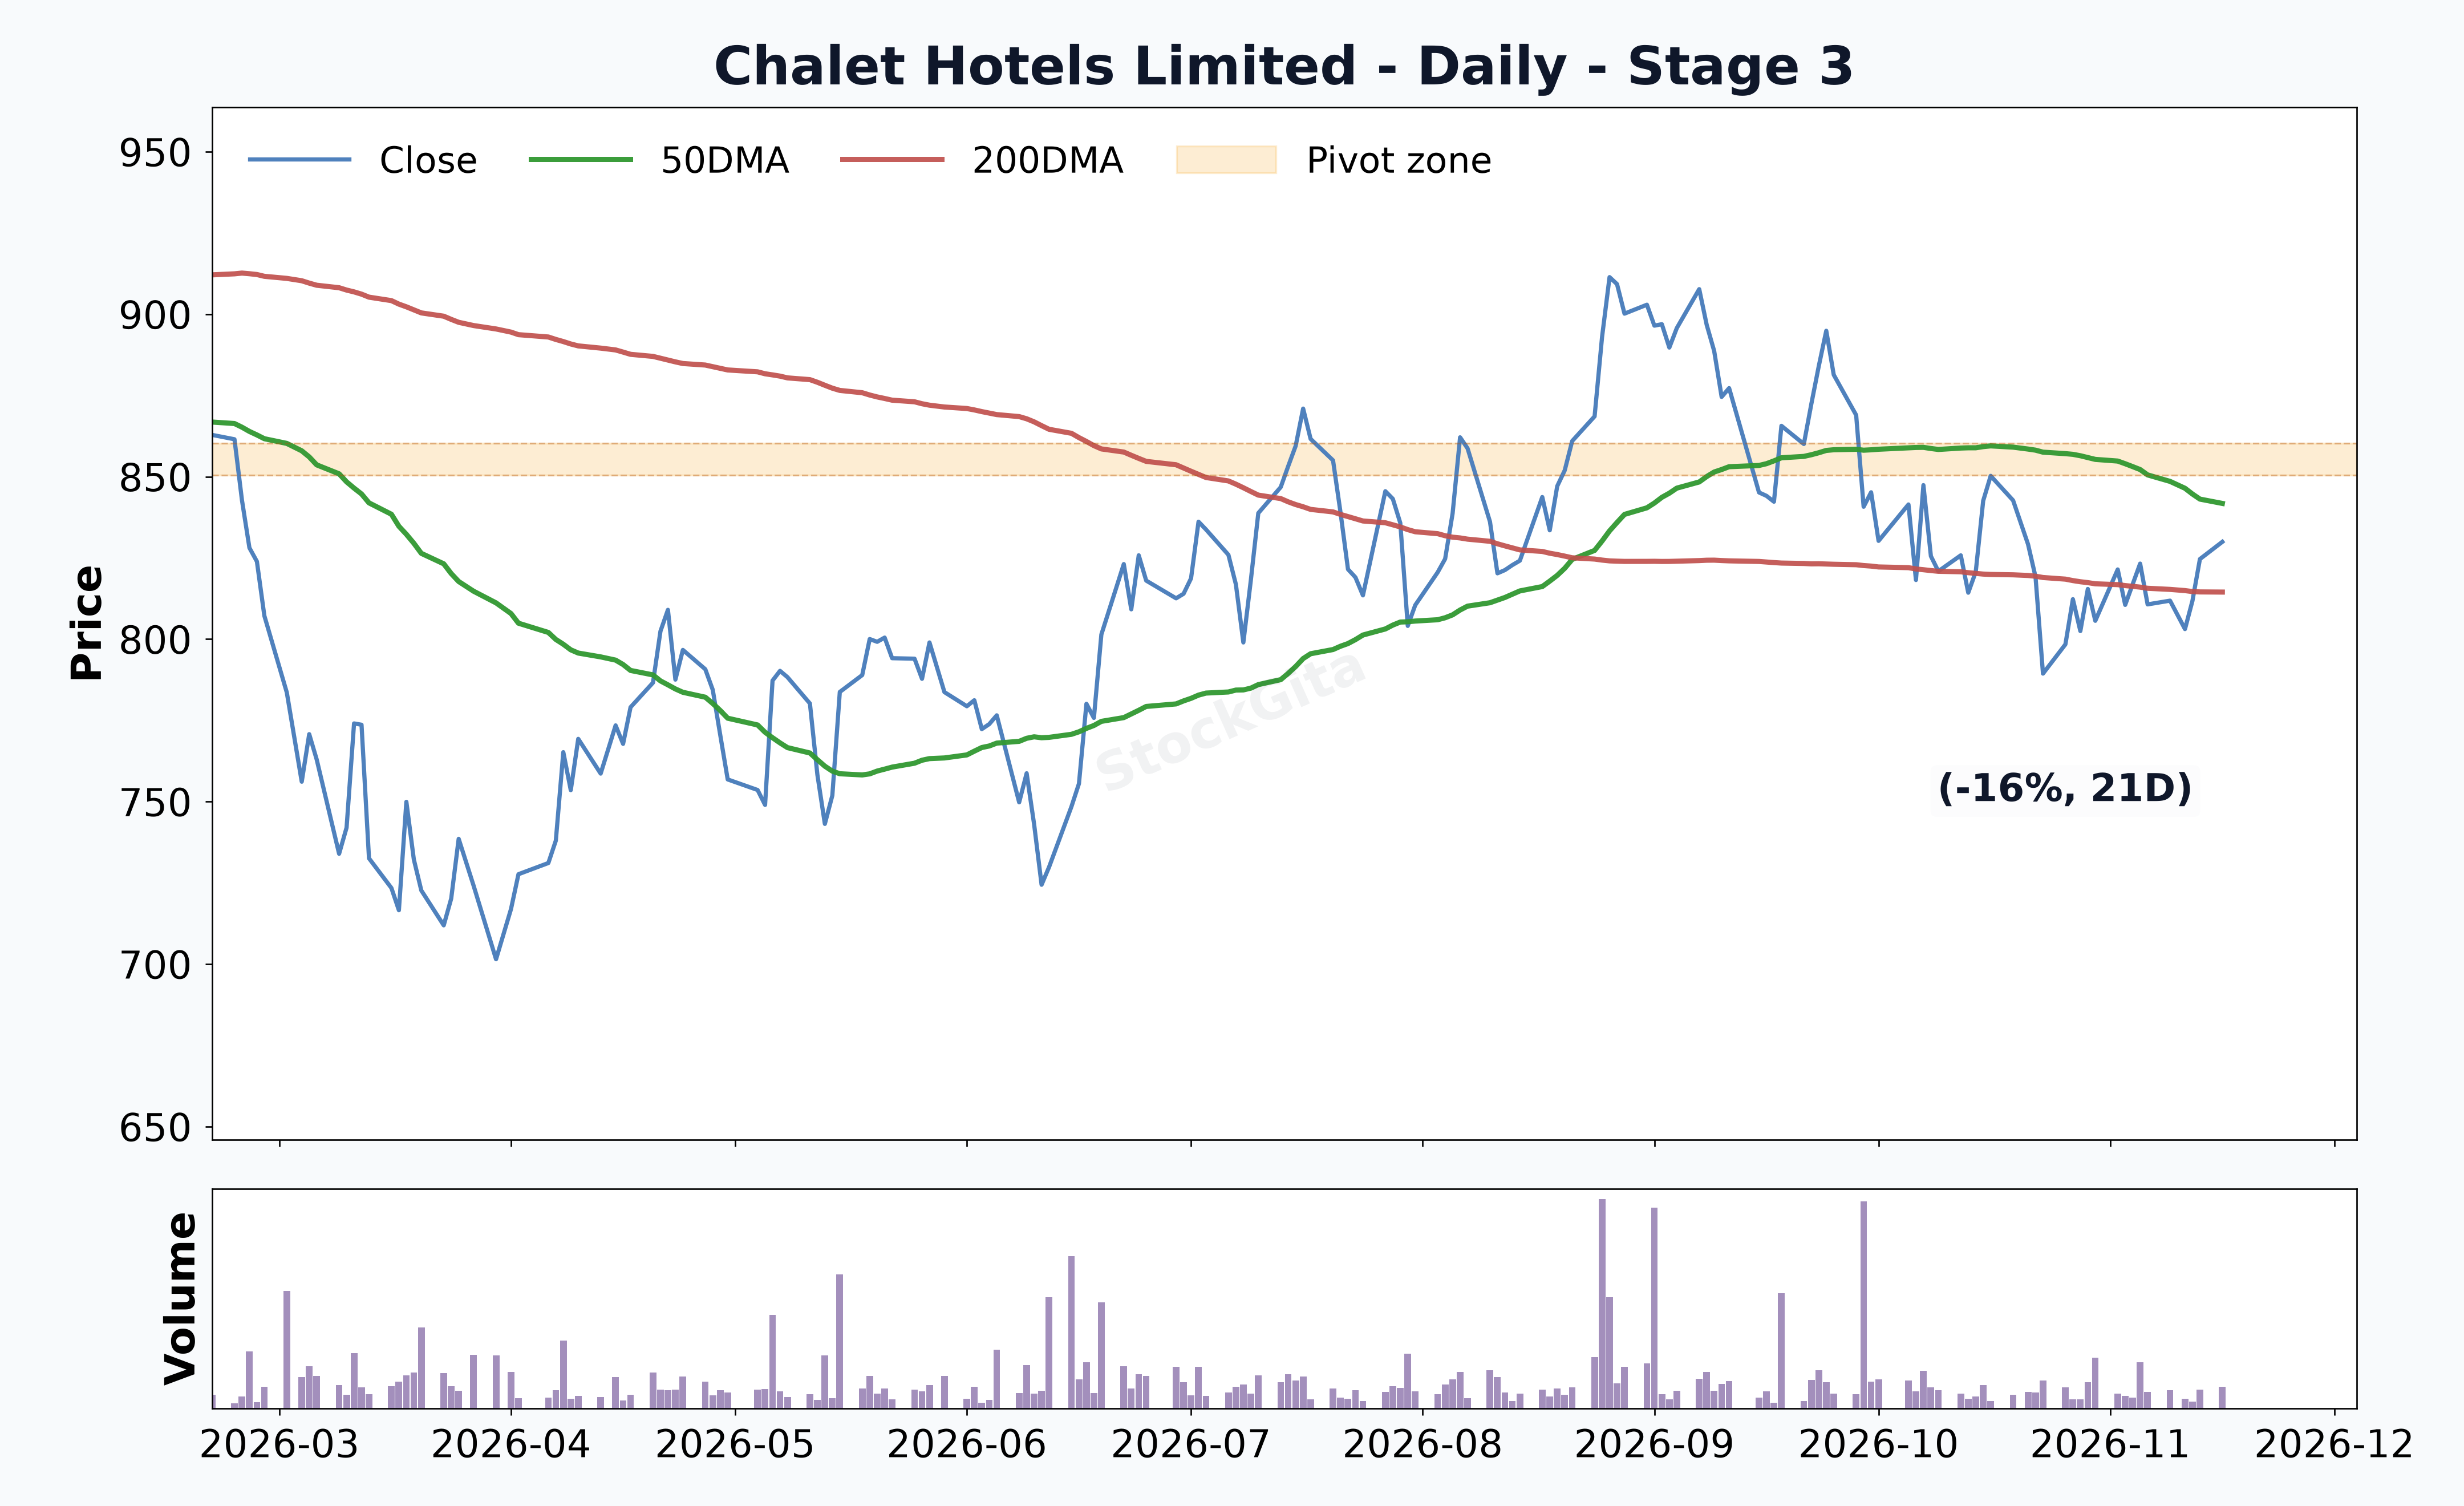 Chalet Hotels Limited - Daily - Stage 3
Close 50DMA 200DMA Pivot zone
Price
950
900
850
800
750
700
650
StockGita
(-16%, 21D)
Volume
2026-03 2026-04 2026-05 2026-06 2026-07 2026-08 2026-09 2026-10 2026-11 2026-12